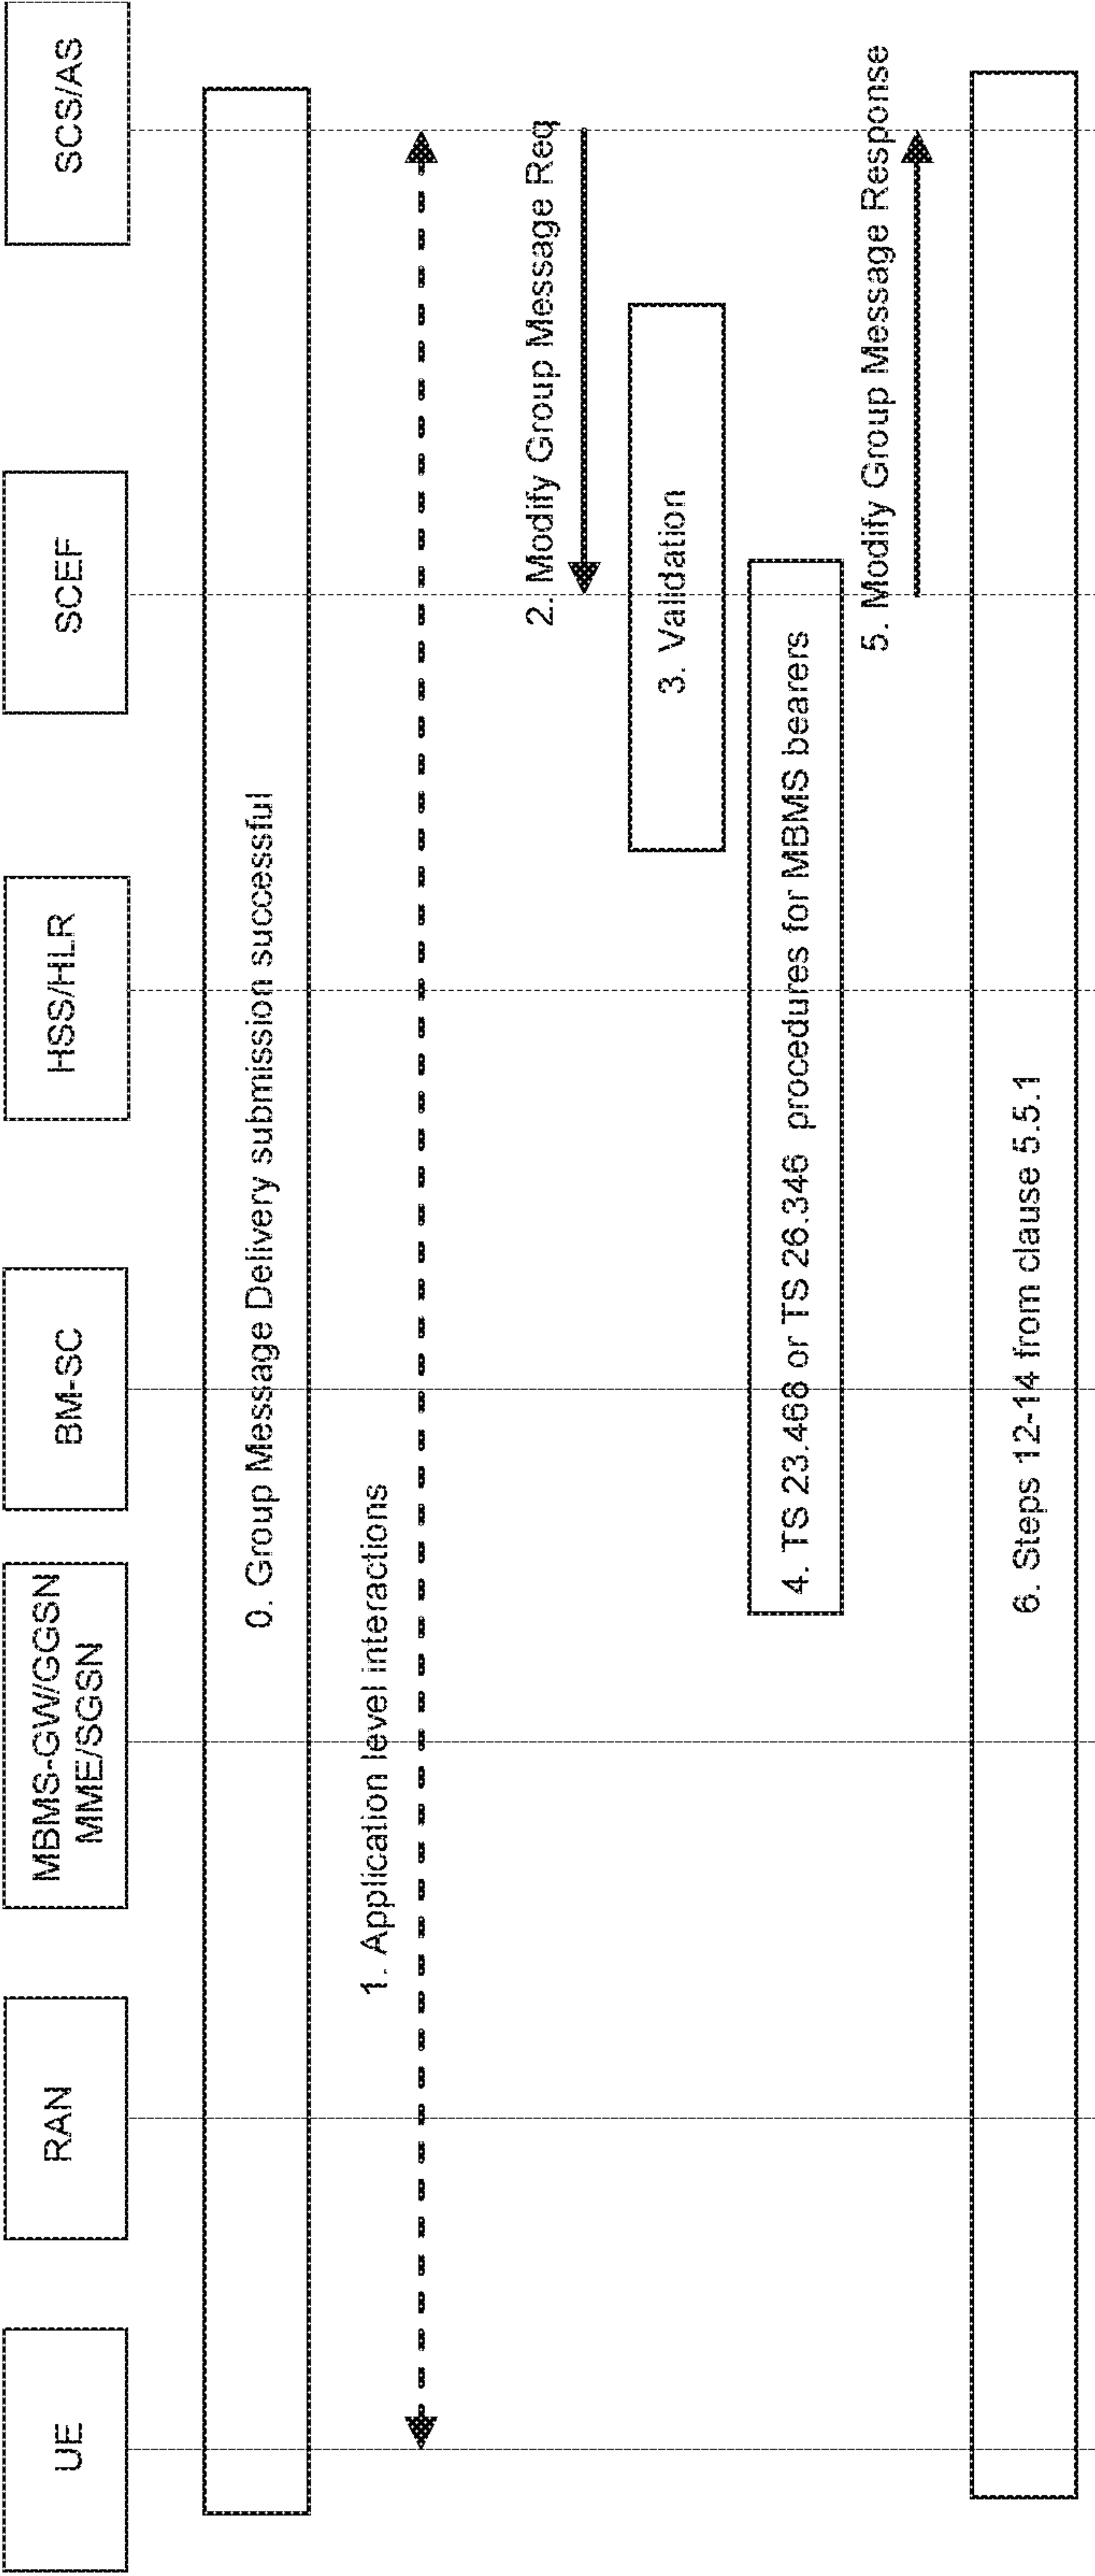 UE
RAN
MBMS-GW/GGSN
MME/SGSN
BM-SC
HSS/HLR
SCEF
SCS/AS
0. Group Message Delivery submission successful
1. Application level interactions
2. Modify Group Message Req
3. Validation
4. TS 23.468 or TS 26.346 procedures for MBMS bearers
5. Modify Group Message Response
6. Steps 12-14 from clause 5.5.1